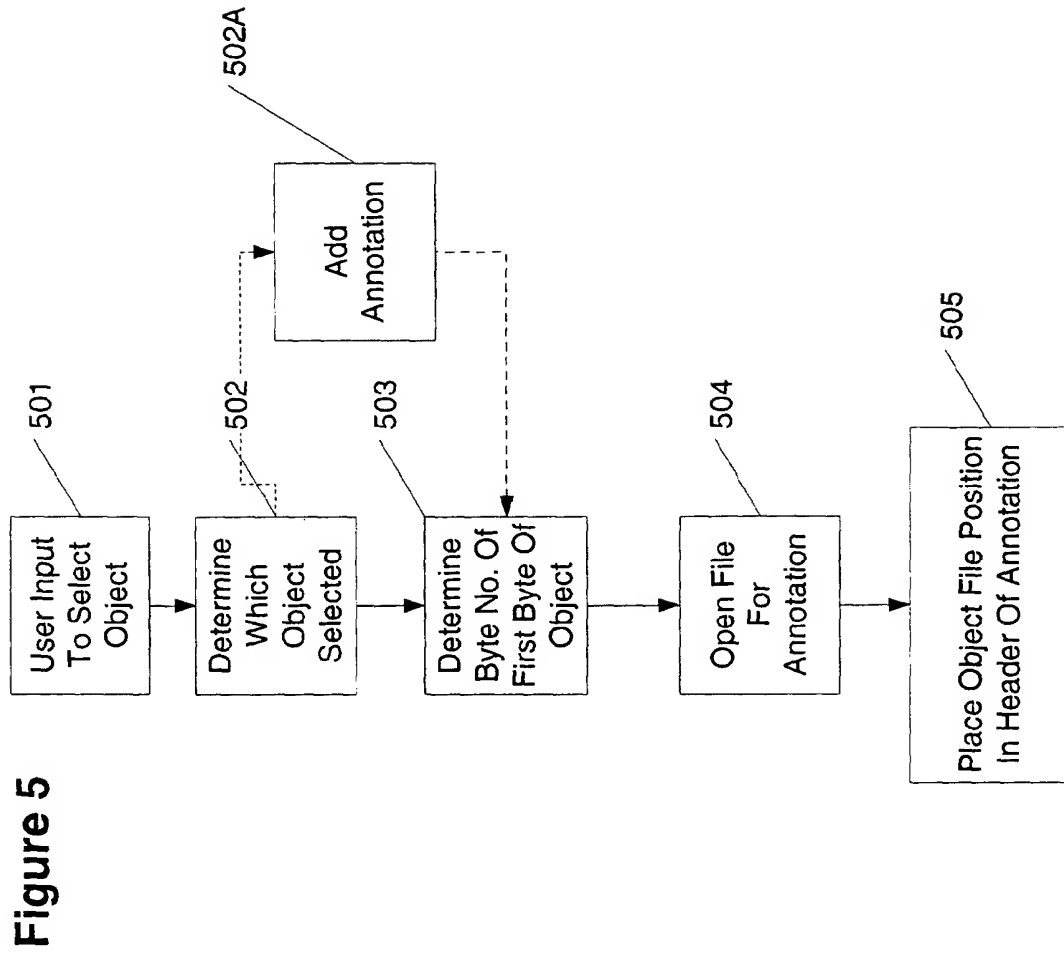 Figure 5
501
User Input
To Select
Object
502
Determine
Which
Object
Selected
502A
Add
Annotation
503
Determine
Byte No. Of
First Byte Of
Object
504
Open File
For
Annotation
505
Place Object File Position
In Header Of Annotation